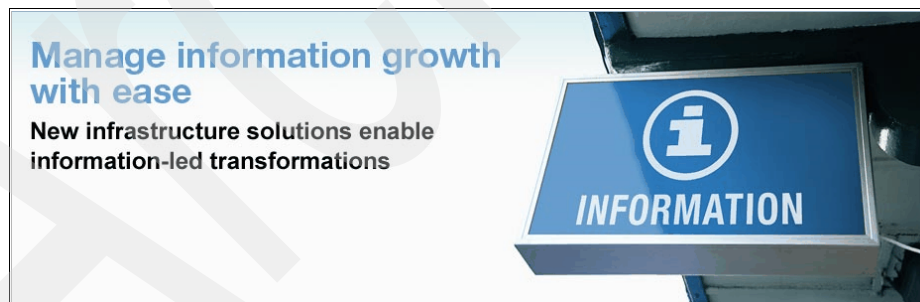 Manage information growth
with ease
New infrastructure solutions enable
information-led transformations
i
INFORMATION